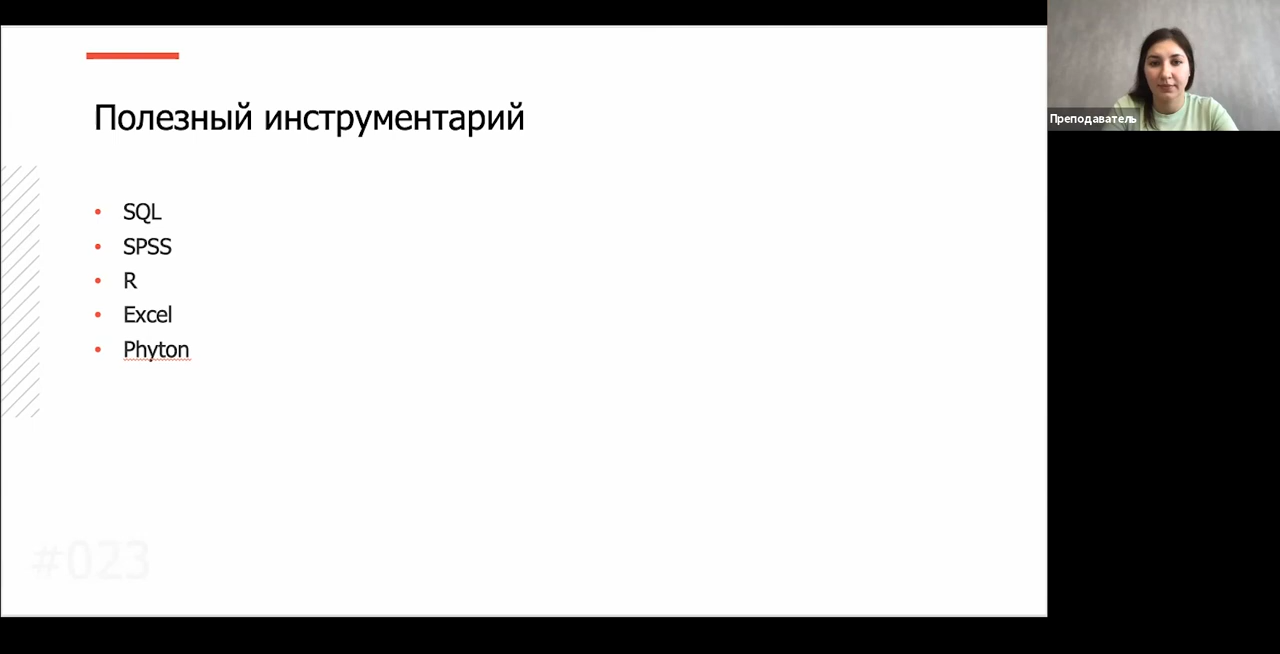 Полезный инструментарий
SQL
SPSS
R
Excel
Phyton
#023
Преподаватель